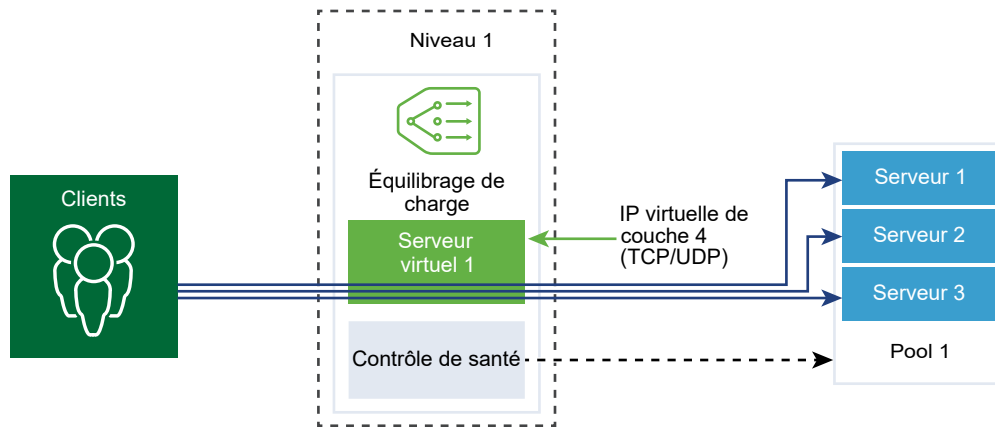 Niveau 1
Équilibrage de
charge
Clients
Serveur
virtuel 1
IP virtuelle de
couche 4
(TCP/UDP)
Contrôle de santé
Serveur 1
Serveur 2
Serveur 3
Pool 1